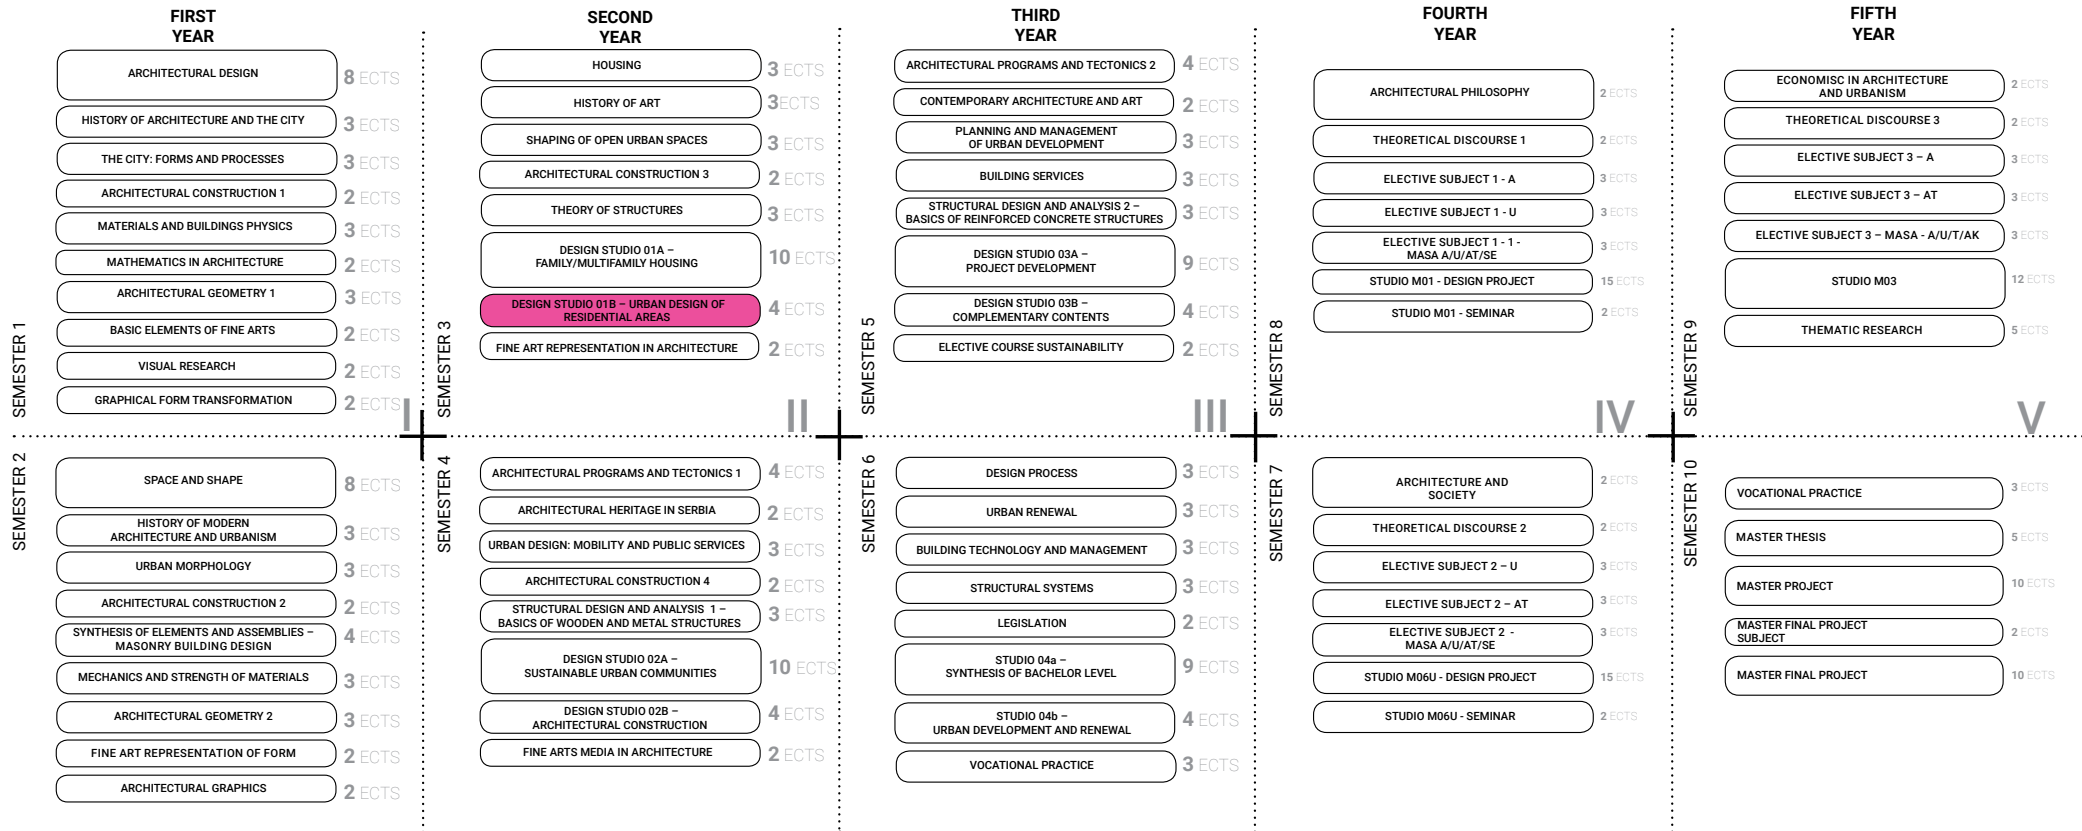 FIRST
YEAR
ARCHITECTURAL DESIGN
8 ECTS
HISTORY OF ARCHITECTURE AND THE CITY
3 ECTS
THE CITY: FORMS AND PROCESSES
3 ECTS
ARCHITECTURAL CONSTRUCTION 1
2 ECTS
MATERIALS AND BUILDINGS PHYSICS
3 ECTS
MATHEMATICS IN ARCHITECTURE
2 ECTS
ARCHITECTURAL GEOMETRY 1
3 ECTS
BASIC ELEMENTS OF FINE ARTS
2 ECTS
VISUAL RESEARCH
2 ECTS
GRAPHICAL FORM TRANSFORMATION
2 ECTS
SEMESTER 1
I
SECOND
YEAR
HOUSING
3 ECTS
HISTORY OF ART
3ECTS
SHAPING OF OPEN URBAN SPACES
3 ECTS
ARCHITECTURAL CONSTRUCTION 3
2 ECTS
THEORY OF STRUCTURES
3 ECTS
DESIGN STUDIO 01A –
FAMILY/MULTIFAMILY HOUSING
10 ECTS
DESIGN STUDIO 01B – URBAN DESIGN OF
RESIDENTIAL AREAS
4 ECTS
FINE ART REPRESENTATION IN ARCHITECTURE
2 ECTS
SEMESTER 3
II
THIRD
YEAR
ARCHITECTURAL PROGRAMS AND TECTONICS 2
4 ECTS
CONTEMPORARY ARCHITECTURE AND ART
2 ECTS
PLANNING AND MANAGEMENT
OF URBAN DEVELOPMENT
3 ECTS
BUILDING SERVICES
3 ECTS
STRUCTURAL DESIGN AND ANALYSIS 2 –
BASICS OF REINFORCED CONCRETE STRUCTURES
3 ECTS
DESIGN STUDIO 03A –
PROJECT DEVELOPMENT
9 ECTS
DESIGN STUDIO 03B –
COMPLEMENTARY CONTENTS
4 ECTS
ELECTIVE COURSE SUSTAINABILITY
2 ECTS
SEMESTER 5
III
FOURTH
YEAR
ARCHITECTURAL PHILOSOPHY
2 ECTS
THEORETICAL DISCOURSE 1
2 ECTS
ELECTIVE SUBJECT 1 - A
3 ECTS
ELECTIVE SUBJECT 1 - U
3 ECTS
ELECTIVE SUBJECT 1 - 1 -
MASA A/U/AT/SE
3 ECTS
STUDIO M01 - DESIGN PROJECT
15 ECTS
STUDIO M01 - SEMINAR
2 ECTS
SEMESTER 8
IV
FIFTH
YEAR
ECONOMISC IN ARCHITECTURE
AND URBANISM
2 ECTS
THEORETICAL DISCOURSE 3
2 ECTS
ELECTIVE SUBJECT 3 – A
3 ECTS
ELECTIVE SUBJECT 3 – AT
3 ECTS
ELECTIVE SUBJECT 3 – MASA - A/U/T/AK
3 ECTS
STUDIO M03
12 ECTS
THEMATIC RESEARCH
5 ECTS
SEMESTER 9
V
SEMESTER 2
SPACE AND SHAPE
8 ECTS
HISTORY OF MODERN
ARCHITECTURE AND URBANISM
3 ECTS
URBAN MORPHOLOGY
3 ECTS
ARCHITECTURAL CONSTRUCTION 2
2 ECTS
SYNTHESIS OF ELEMENTS AND ASSEMBLIES –
MASONRY BUILDING DESIGN
4 ECTS
MECHANICS AND STRENGTH OF MATERIALS
3 ECTS
ARCHITECTURAL GEOMETRY 2
3 ECTS
FINE ART REPRESENTATION OF FORM
2 ECTS
ARCHITECTURAL GRAPHICS
2 ECTS
SEMESTER 4
ARCHITECTURAL PROGRAMS AND TECTONICS 1
4 ECTS
ARCHITECTURAL HERITAGE IN SERBIA
2 ECTS
URBAN DESIGN: MOBILITY AND PUBLIC SERVICES
3 ECTS
ARCHITECTURAL CONSTRUCTION 4
2 ECTS
STRUCTURAL DESIGN AND ANALYSIS 1 –
BASICS OF WOODEN AND METAL STRUCTURES
3 ECTS
DESIGN STUDIO 02A –
SUSTAINABLE URBAN COMMUNITIES
10 ECTS
DESIGN STUDIO 02B –
ARCHITECTURAL CONSTRUCTION
4 ECTS
FINE ARTS MEDIA IN ARCHITECTURE
2 ECTS
SEMESTER 6
DESIGN PROCESS
3 ECTS
URBAN RENEWAL
3 ECTS
BUILDING TECHNOLOGY AND MANAGEMENT
3 ECTS
STRUCTURAL SYSTEMS
3 ECTS
LEGISLATION
2 ECTS
STUDIO 04a –
SYNTHESIS OF BACHELOR LEVEL
9 ECTS
STUDIO 04b –
URBAN DEVELOPMENT AND RENEWAL
4 ECTS
VOCATIONAL PRACTICE
3 ECTS
SEMESTER 7
ARCHITECTURE AND
SOCIETY
2 ECTS
THEORETICAL DISCOURSE 2
2 ECTS
ELECTIVE SUBJECT 2 – U
3 ECTS
ELECTIVE SUBJECT 2 – AT
3 ECTS
ELECTIVE SUBJECT 2 -
MASA A/U/AT/SE
3 ECTS
STUDIO M06U - DESIGN PROJECT
15 ECTS
STUDIO M06U - SEMINAR
2 ECTS
SEMESTER 10
VOCATIONAL PRACTICE
3 ECTS
MASTER THESIS
5 ECTS
MASTER PROJECT
10 ECTS
MASTER FINAL PROJECT
SUBJECT
2 ECTS
MASTER FINAL PROJECT
10 ECTS